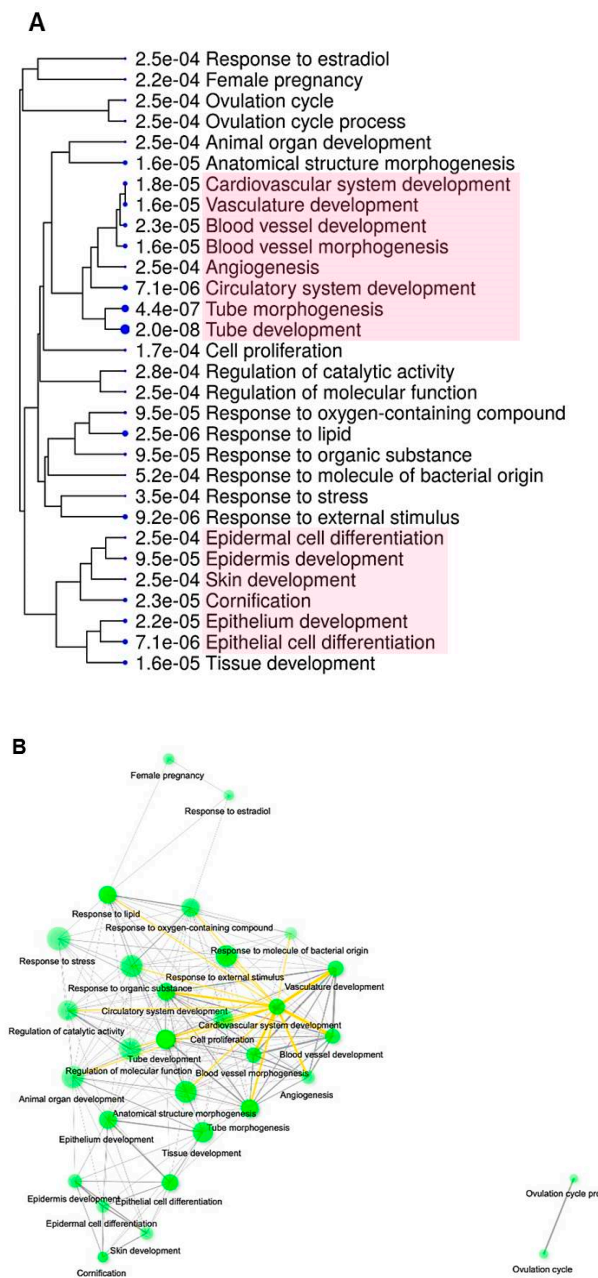 A
2.5e-04 Response to estradiol
2.2e-04 Female pregnancy
2.5e-04 Ovulation cycle
2.5e-04 Ovulation cycle process
2.5e-04 Animal organ development
1.6e-05 Anatomical structure morphogenesis
1.8e-05 Cardiovascular system development
1.6e-05 Vasculature development
2.3e-05 Blood vessel development
1.6e-05 Blood vessel morphogenesis
2.5e-04 Angiogenesis
7.1e-06 Circulatory system development
4.4e-07 Tube morphogenesis
2.0e-08 Tube development
1.7e-04 Cell proliferation
2.8e-04 Regulation of catalytic activity
2.5e-04 Regulation of molecular function
9.5e-05 Response to oxygen-containing compound
2.5e-06 Response to lipid
9.5e-05 Response to organic substance
5.2e-04 Response to molecule of bacterial origin
3.5e-04 Response to stress
9.2e-06 Response to external stimulus
2.5e-04 Epidermal cell differentiation
9.5e-05 Epidermis development
2.5e-04 Skin development
2.3e-05 Cornification
2.2e-05 Epithelium development
7.1e-06 Epithelial cell differentiation
1.6e-05 Tissue development
B
Female pregnancy
Response to estradiol
Response to lipid
Response to oxygen-containing compound
Response to molecule of bacterial origin
Response to stress
Response to external stimulus
Response to organic substance
Vasculature development
Circulatory system development
Cardiovascular system development
Regulation of catalytic activity
Cell proliferation
Blood vessel development
Tube development
Regulation of molecular function
Blood vessel morphogenesis
Angiogenesis
Animal organ development
Anatomical structure morphogenesis
Tube morphogenesis
Epithelium development
Tissue development
Epidermis development
Epithelial cell differentiation
Ovulation cycle pro
Epidermal cell differentiation
Skin development
Cornification
Ovulation cycle